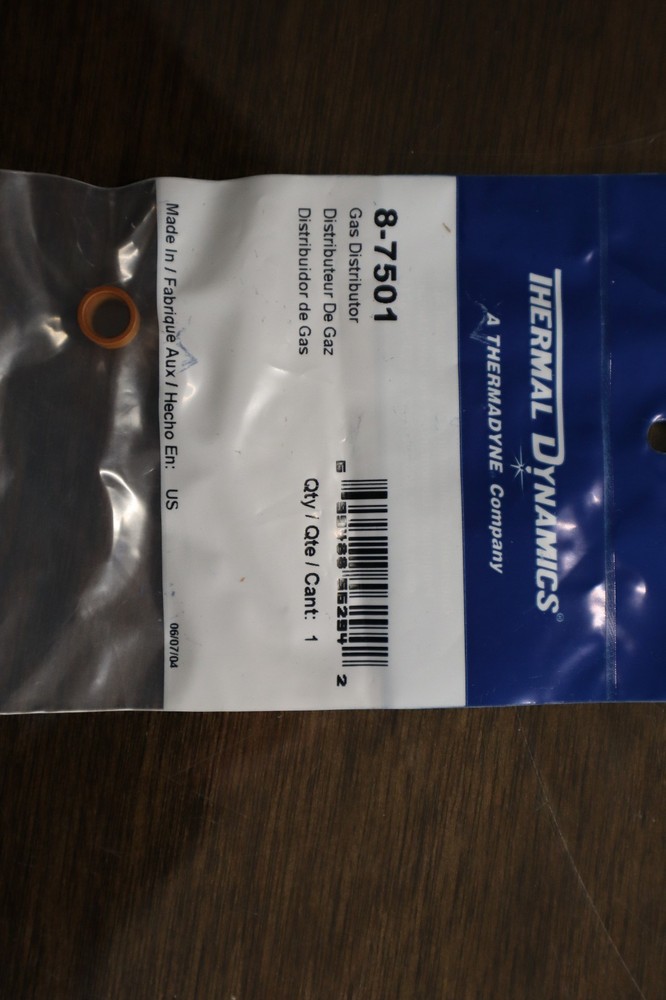 THERMAL DYNAMICS®
A THERMADYNE Company
8-7501
Gas Distributor
Distributeur De Gaz
Distribuidor de Gas
Qty / Qte / Cant: 1
Made In / Fabrique Aux / Hecho En: US
06/07/04